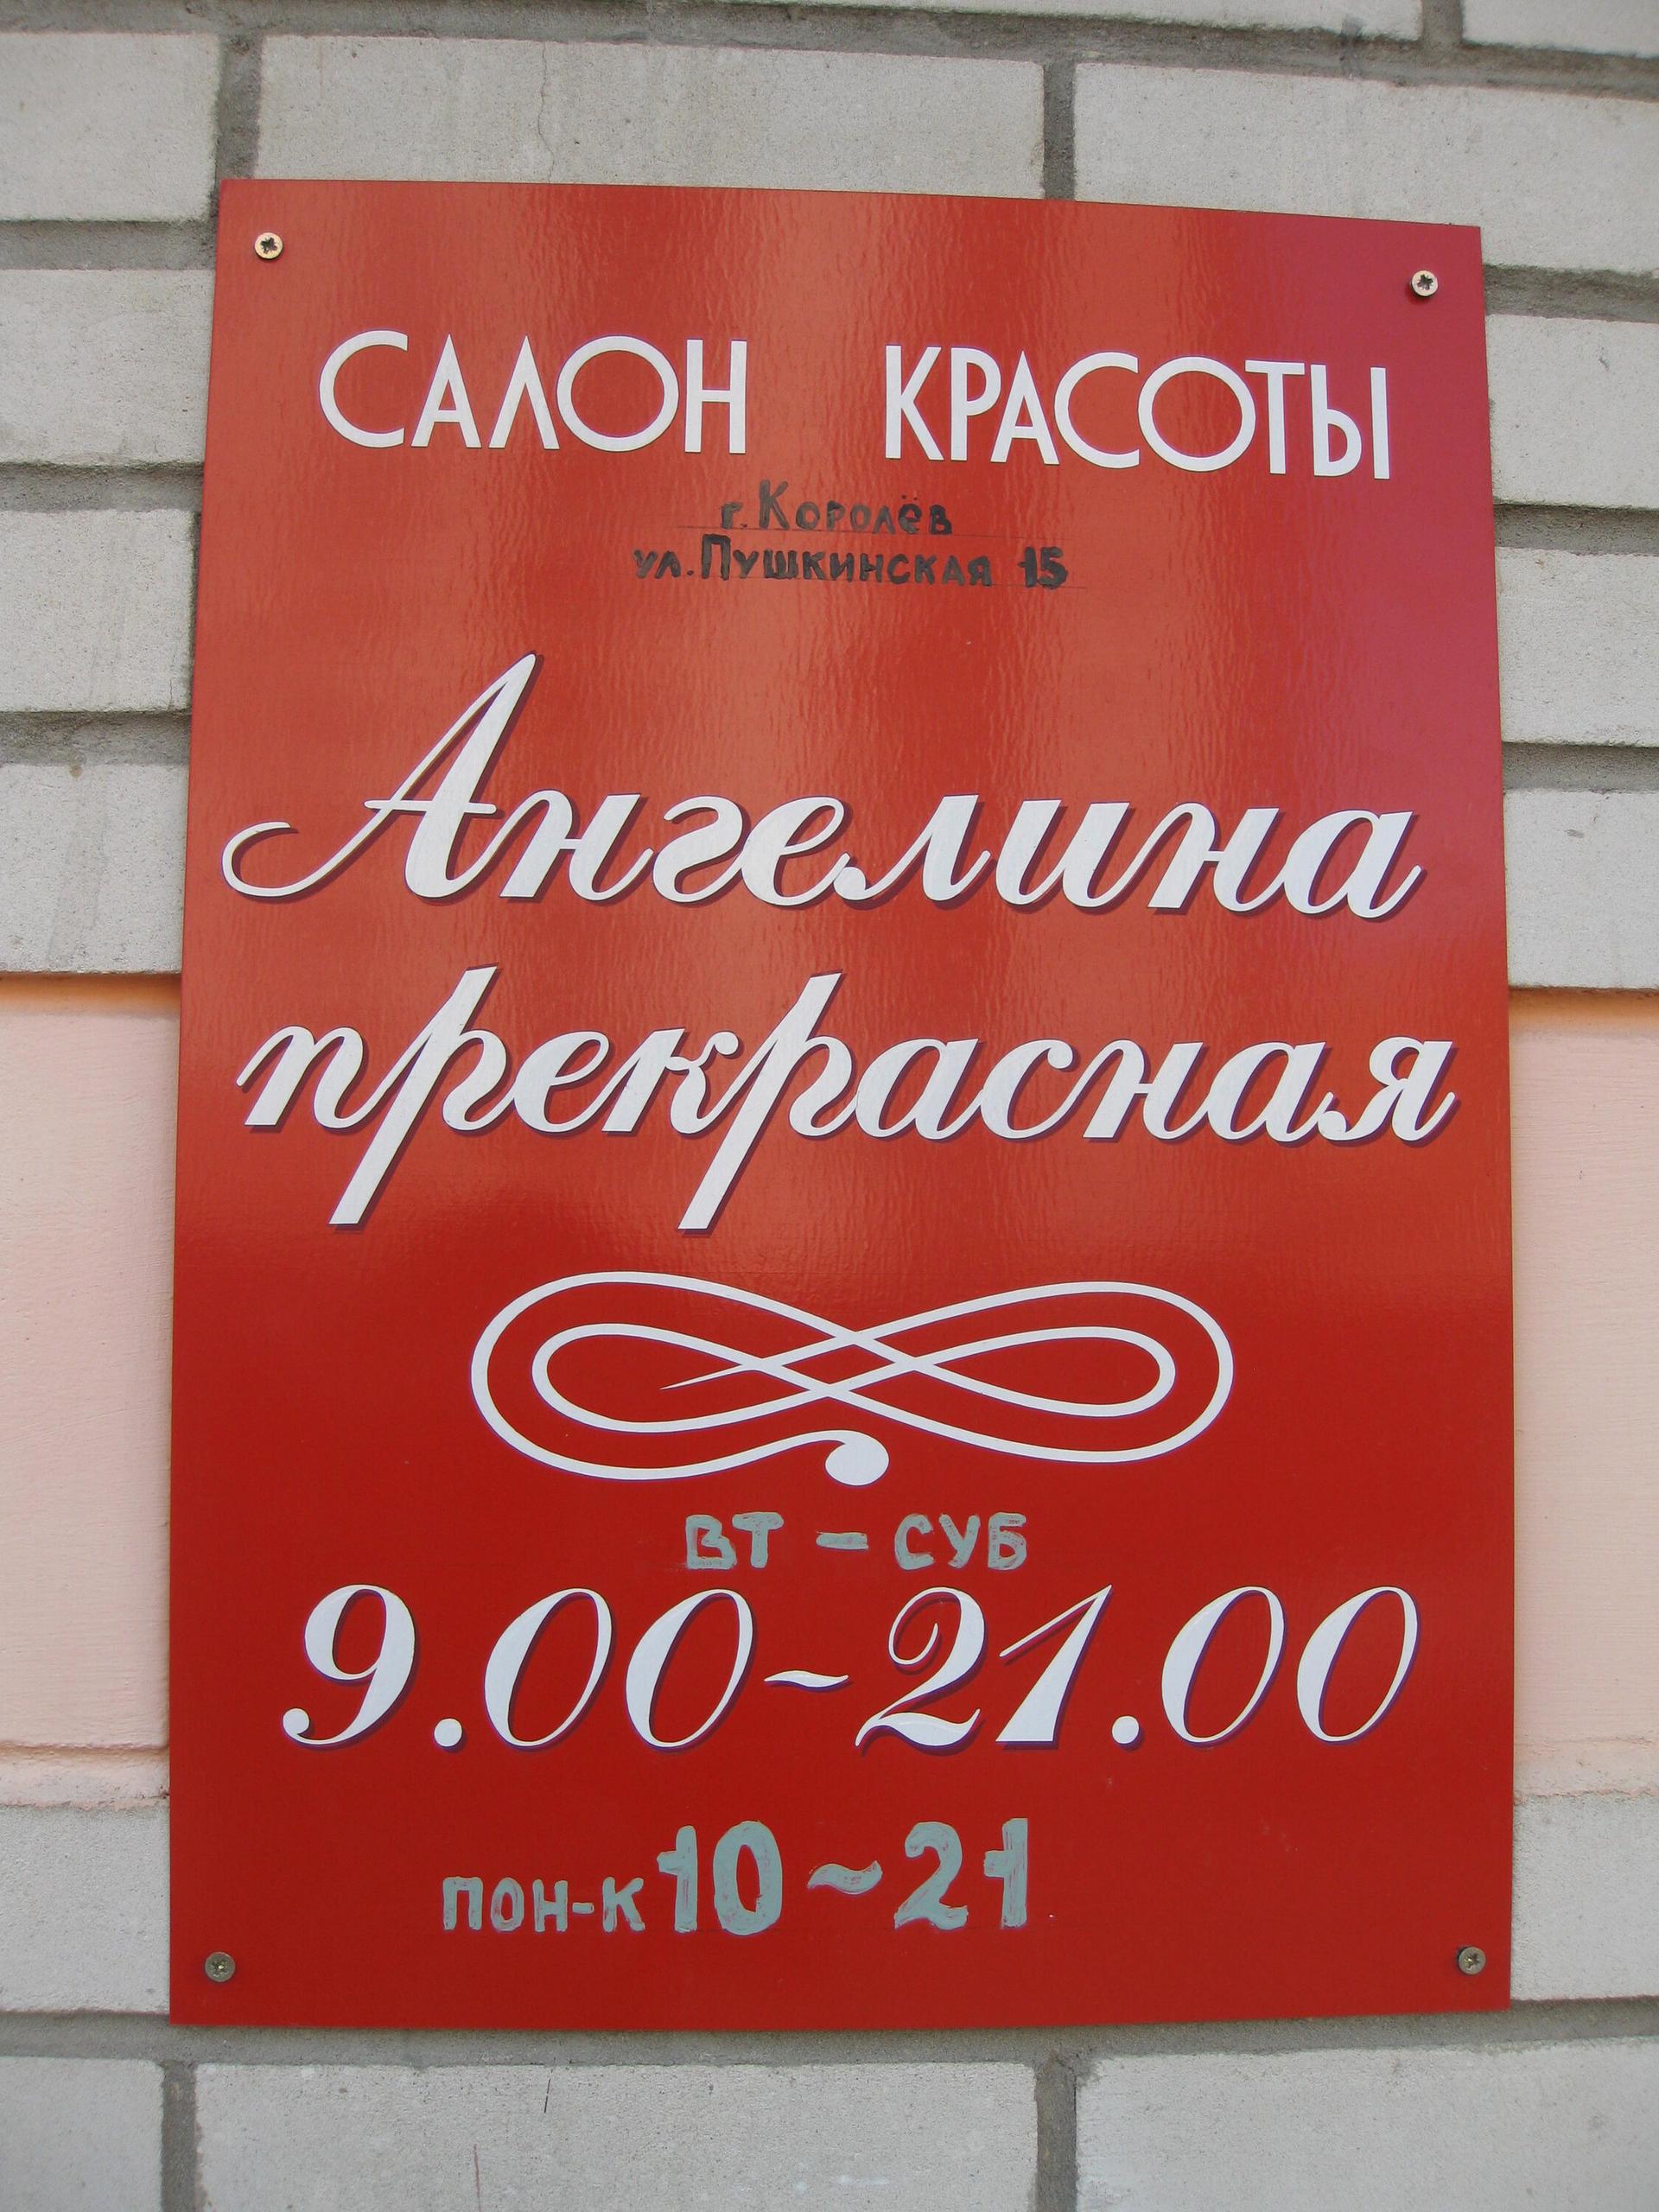 САЛОН КРАСОТЫ
г. Королёв
ул. Пушкинская 15
Ангелина
прекрасная
ВТ – СУБ
9.00~21.00
ПОН-К 10~21